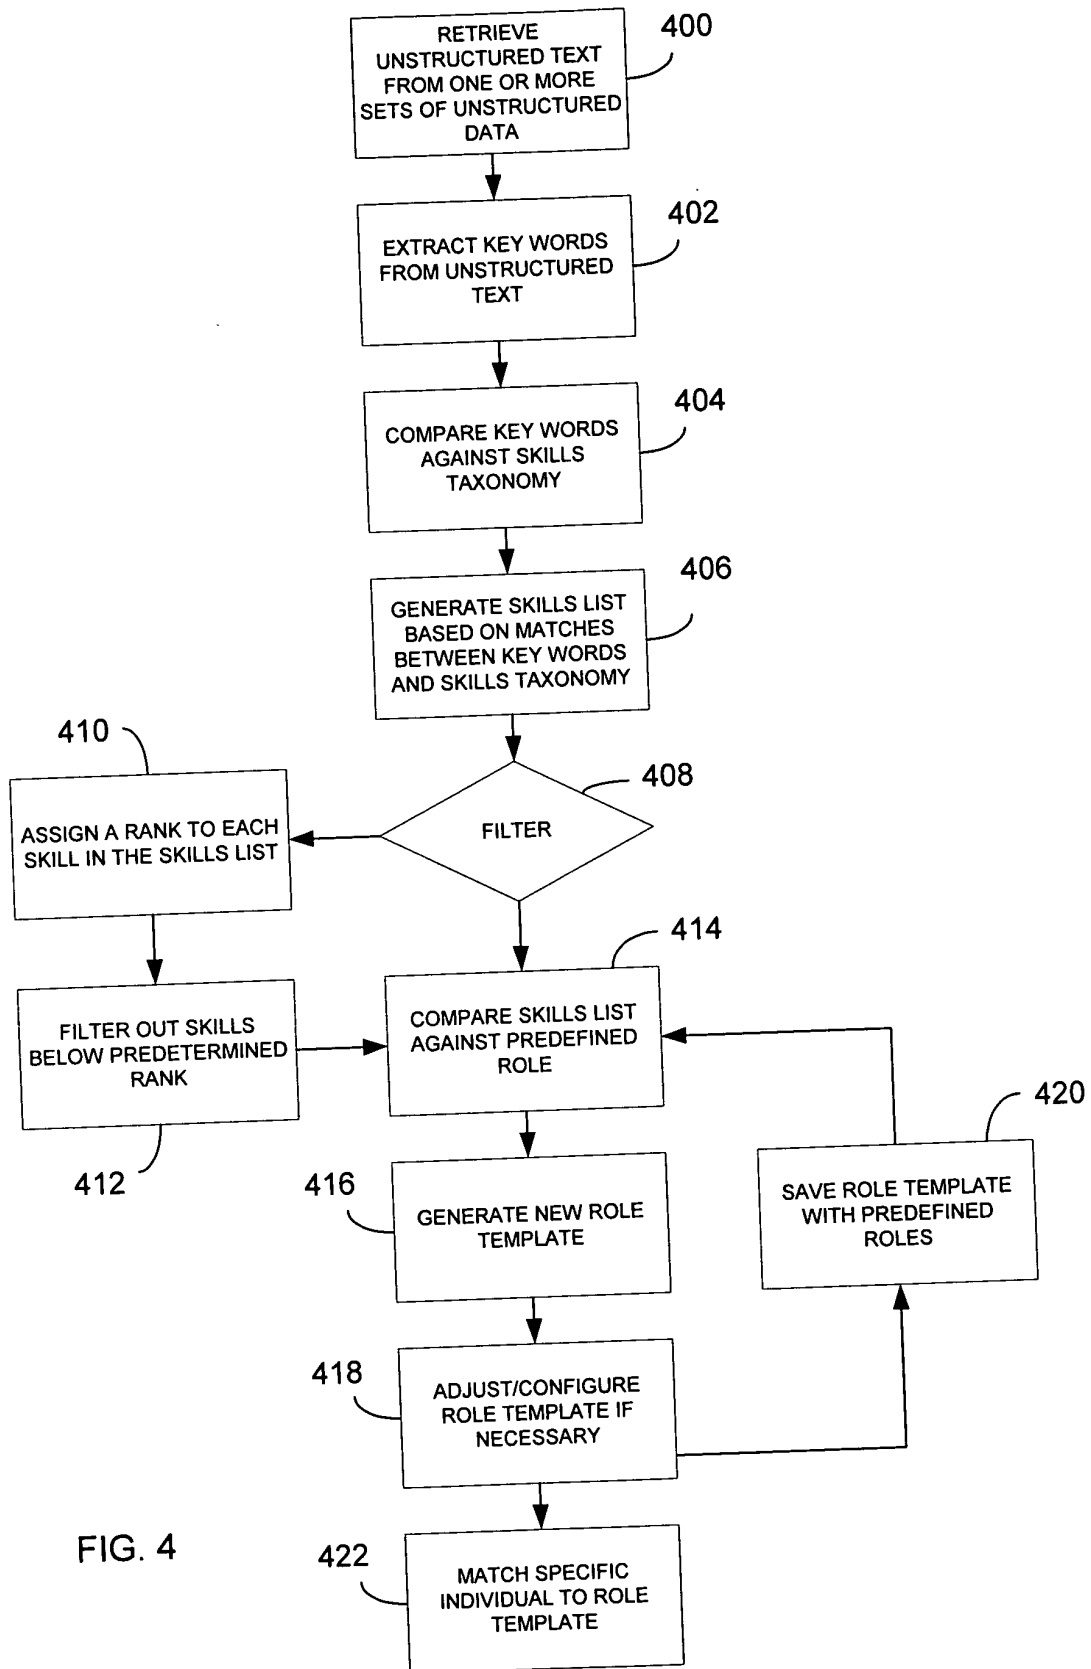 RETRIEVE
UNSTRUCTURED TEXT
FROM ONE OR MORE
SETS OF UNSTRUCTURED
DATA
400
EXTRACT KEY WORDS
FROM UNSTRUCTURED
TEXT
402
COMPARE KEY WORDS
AGAINST SKILLS
TAXONOMY
404
GENERATE SKILLS LIST
BASED ON MATCHES
BETWEEN KEY WORDS
AND SKILLS TAXONOMY
406
FILTER
408
410
ASSIGN A RANK TO EACH
SKILL IN THE SKILLS LIST
FILTER OUT SKILLS
BELOW PREDETERMINED
RANK
412
COMPARE SKILLS LIST
AGAINST PREDEFINED
ROLE
414
416
GENERATE NEW ROLE
TEMPLATE
420
SAVE ROLE TEMPLATE
WITH PREDEFINED
ROLES
418
ADJUST/CONFIGURE
ROLE TEMPLATE IF
NECESSARY
422
MATCH SPECIFIC
INDIVIDUAL TO ROLE
TEMPLATE
FIG. 4